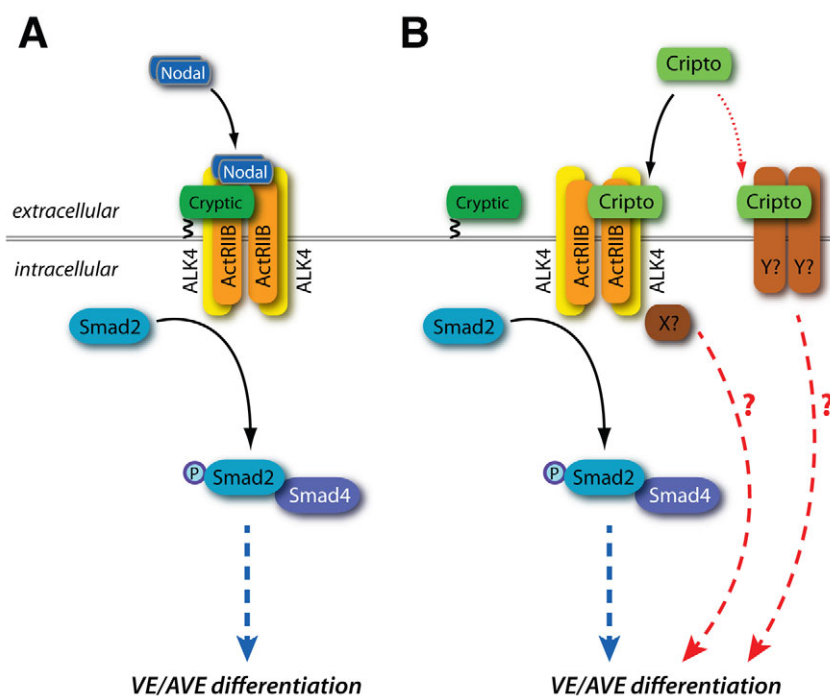 A
Nodal
Nodal
Cryptic
extracellular
intracellular
ALK4
ActRIIB
ActRIIB
ALK4
Smad2
P
Smad2
Smad4
VE/AVE differentiation
B
Cripto
Cryptic
Cripto
Cripto
ALK4
ActRIIB
ActRIIB
ALK4
Y?
Y?
Smad2
X?
?
?
P
Smad2
Smad4
VE/AVE differentiation